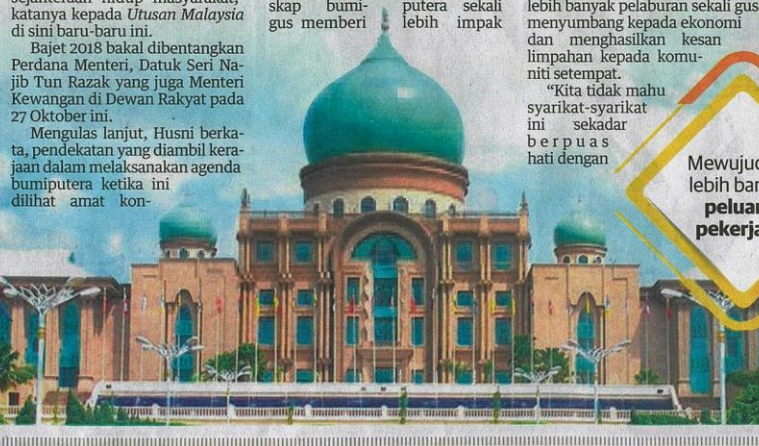 sejahteraan hidup masyarakat,"
katanya kepada Utusan Malaysia
di sini baru-baru ini.
Bajet 2018 bakal dibentangkan
Perdana Menteri, Datuk Seri Na-
jib Tun Razak yang juga Menteri
Kewangan di Dewan Rakyat pada
27 Oktober ini.
Mengulas lanjut, Husni berka-
ta, pendekatan yang diambil kera-
jaan dalam melaksanakan agenda
bumiputera ketika ini
dilihat amat kon-
skap bumi-
gus memberi
putera sekali
lebih impak
lebih banyak pelaburan sekali gus
menyumbang kepada ekonomi
dan menghasilkan kesan
limpahan kepada komu-
niti setempat.
"Kita tidak mahu
syarikat-syarikat
ini sekadar
berpuas
hati dengan
Mewujud
lebih ban
peluan
pekerja